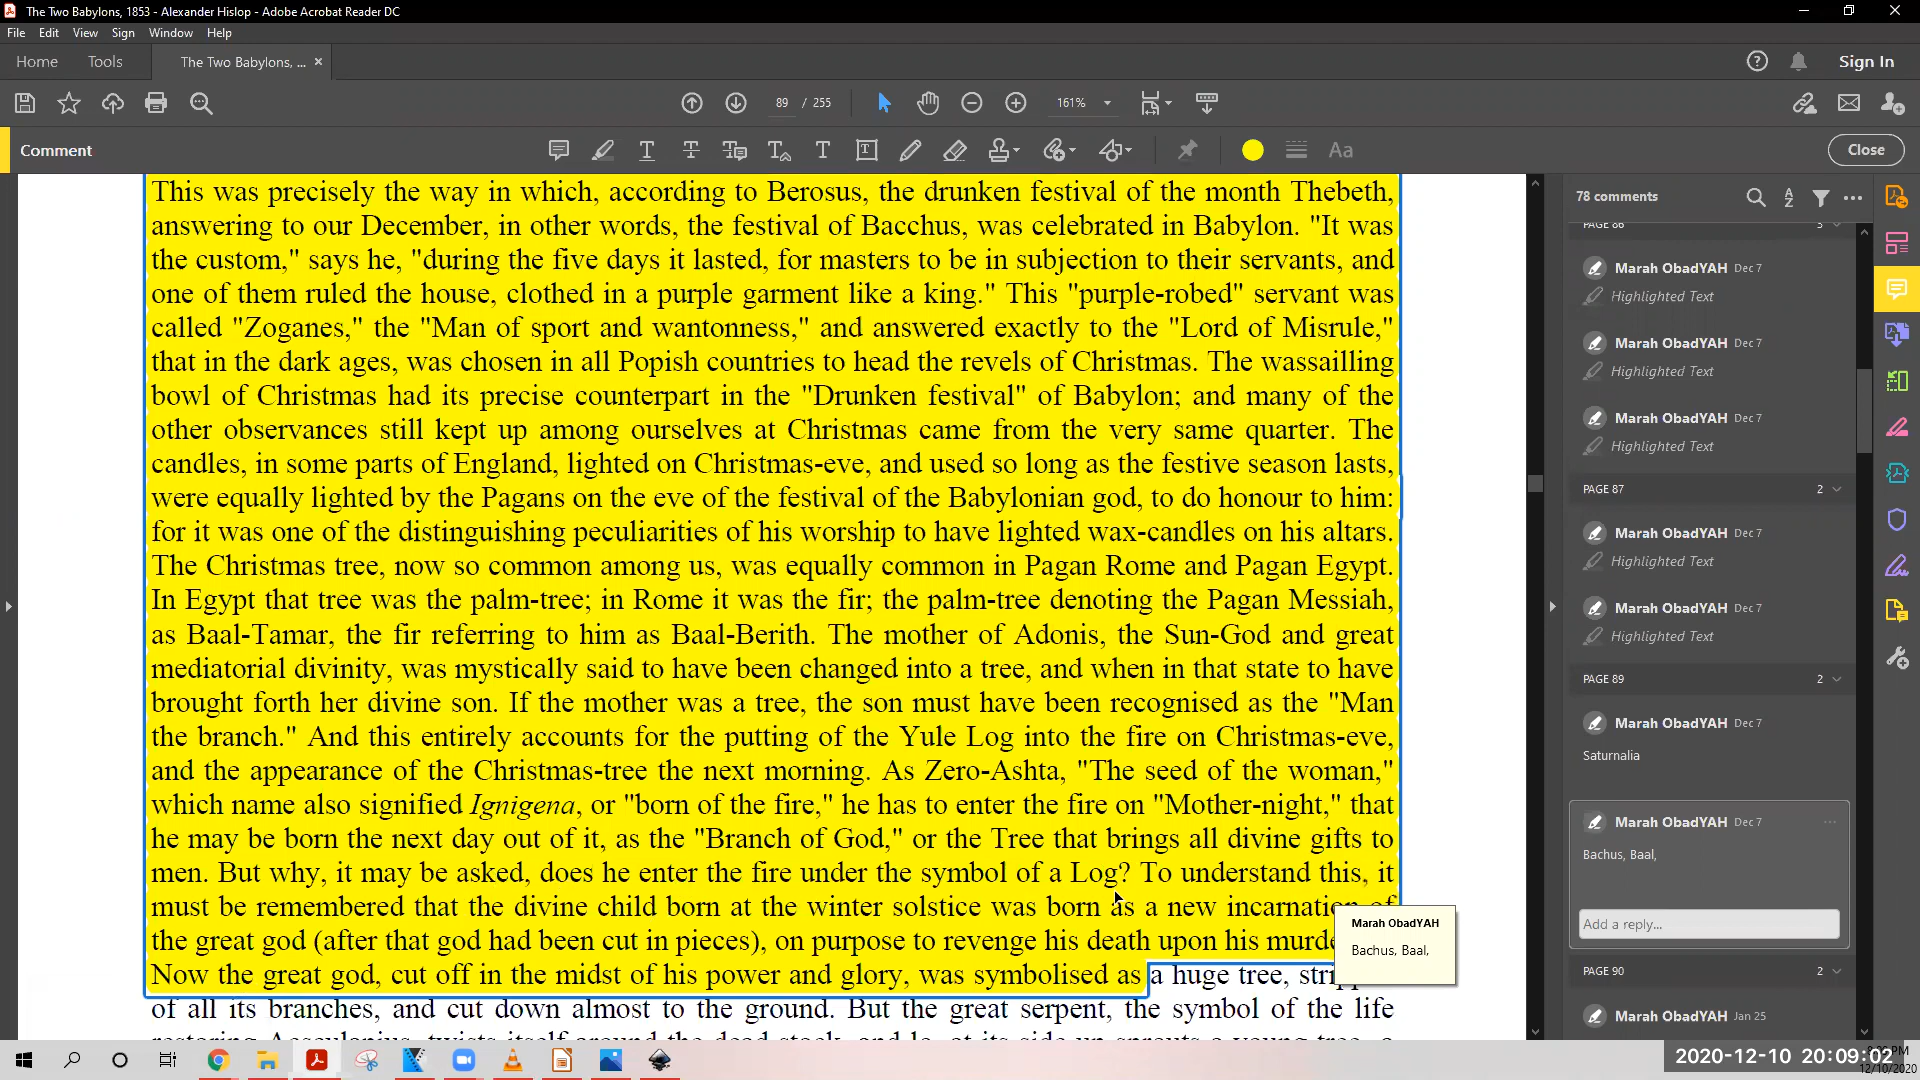 The Two Babylons, 1853 - Alexander Hislop - Adobe Acrobat Reader DC
File Edit View Sign Window Help
Home Tools The Two Babylons, ... × Sign In
89 / 255 161%
Comment Close
This was precisely the way in which, according to Berosus, the drunken festival of the month Thebeth,
answering to our December, in other words, the festival of Bacchus, was celebrated in Babylon. "It was
the custom," says he, "during the five days it lasted, for masters to be in subjection to their servants, and
one of them ruled the house, clothed in a purple garment like a king." This "purple-robed" servant was
called "Zoganes," the "Man of sport and wantonness," and answered exactly to the "Lord of Misrule,"
that in the dark ages, was chosen in all Popish countries to head the revels of Christmas. The wassailling
bowl of Christmas had its precise counterpart in the "Drunken festival" of Babylon; and many of the
other observances still kept up among ourselves at Christmas came from the very same quarter. The
candles, in some parts of England, lighted on Christmas-eve, and used so long as the festive season lasts,
were equally lighted by the Pagans on the eve of the festival of the Babylonian god, to do honour to him:
for it was one of the distinguishing peculiarities of his worship to have lighted wax-candles on his altars.
The Christmas tree, now so common among us, was equally common in Pagan Rome and Pagan Egypt.
In Egypt that tree was the palm-tree; in Rome it was the fir; the palm-tree denoting the Pagan Messiah,
as Baal-Tamar, the fir referring to him as Baal-Berith. The mother of Adonis, the Sun-God and great
mediatorial divinity, was mystically said to have been changed into a tree, and when in that state to have
brought forth her divine son. If the mother was a tree, the son must have been recognised as the "Man
the branch." And this entirely accounts for the putting of the Yule Log into the fire on Christmas-eve,
and the appearance of the Christmas-tree the next morning. As Zero-Ashta, "The seed of the woman,"
which name also signified Ignigena, or "born of the fire," he has to enter the fire on "Mother-night," that
he may be born the next day out of it, as the "Branch of God," or the Tree that brings all divine gifts to
men. But why, it may be asked, does he enter the fire under the symbol of a Log? To understand this, it
must be remembered that the divine child born at the winter solstice was born as a new incarnation of
the great god (after that god had been cut in pieces), on purpose to revenge his death upon his
Now the great god, cut off in the midst of his power and glory, was symbolised as a huge tree,
of all its branches, and cut down almost to the ground. But the great serpent, the symbol of the life
Marah ObadYAH
Bachus, Baal,
78 comments
PAGE 86
Marah ObadYAH Dec 7
Highlighted Text
Marah ObadYAH Dec 7
Highlighted Text
Marah ObadYAH Dec 7
Highlighted Text
PAGE 87 2
Marah ObadYAH Dec 7
Highlighted Text
Marah ObadYAH Dec 7
Highlighted Text
PAGE 89 2
Marah ObadYAH Dec 7
Saturnalia
Marah ObadYAH Dec 7 ...
Bachus, Baal,
Add a reply...
PAGE 90 2
Marah ObadYAH Jan 25
2020-12-10 20:09:02
12/10/2020